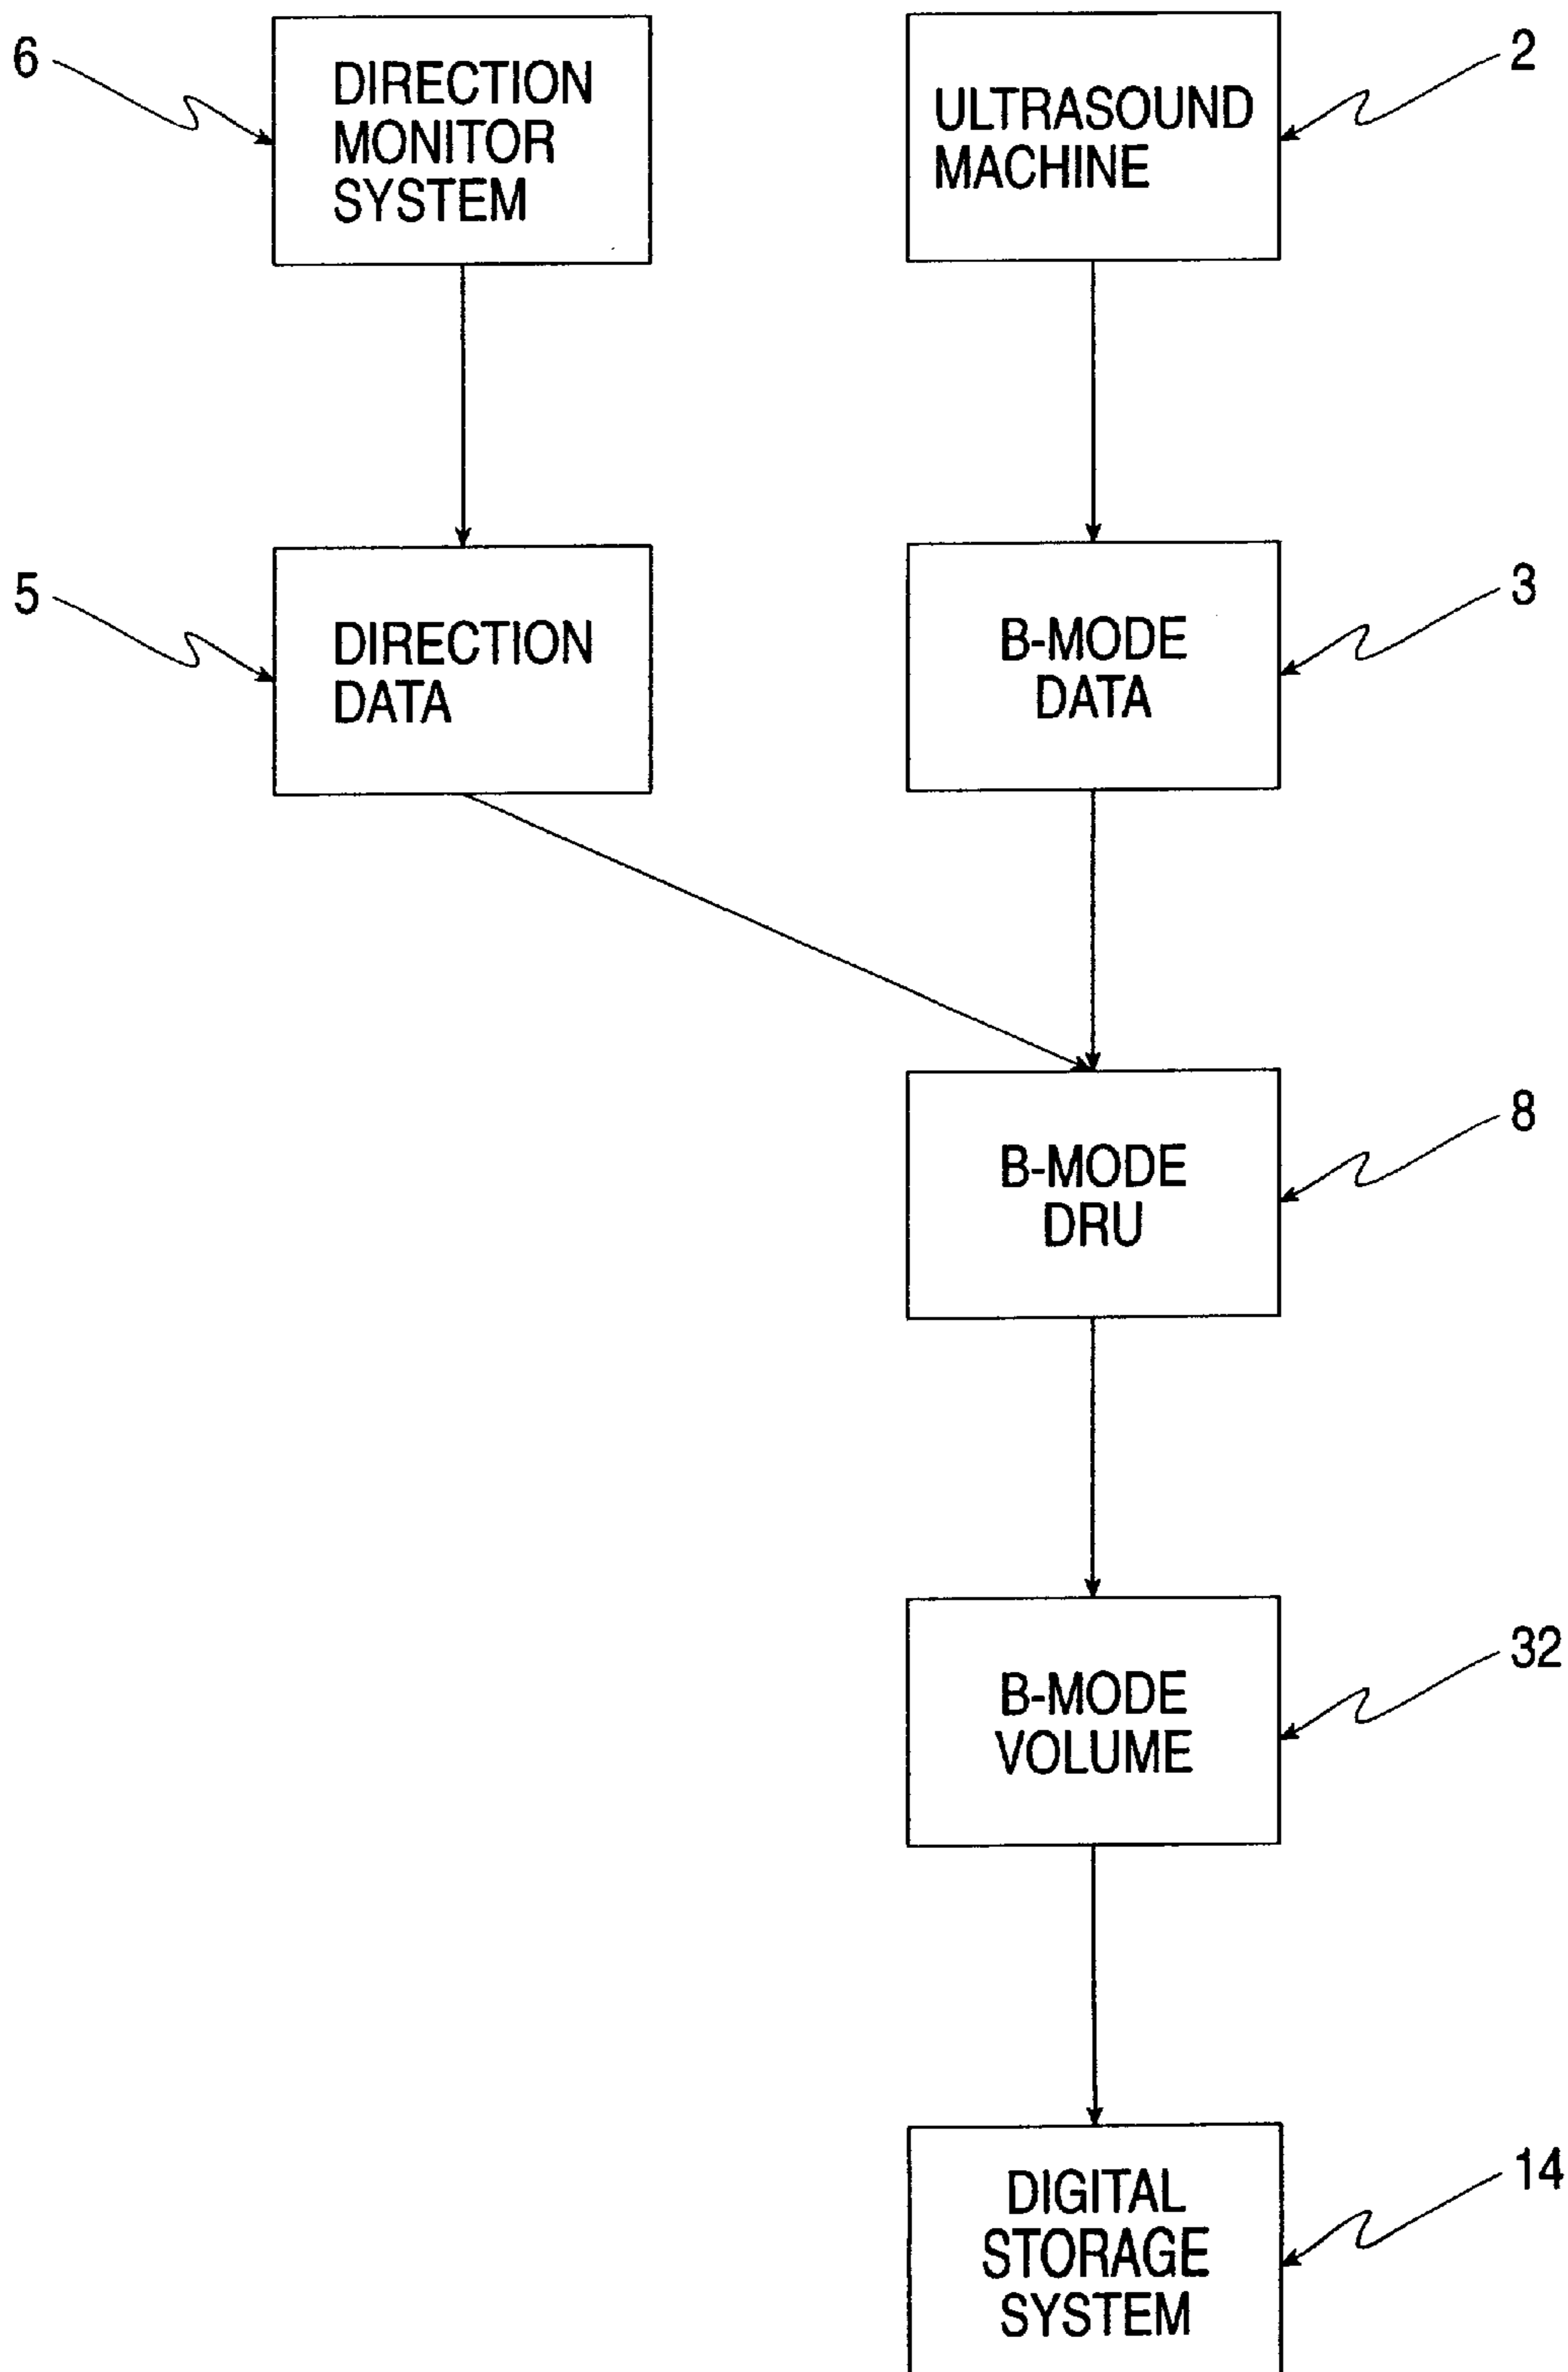 6
DIRECTION
MONITOR
SYSTEM
ULTRASOUND
MACHINE
2
5
DIRECTION
DATA
B-MODE
DATA
3
B-MODE
DRU
8
B-MODE
VOLUME
32
DIGITAL
STORAGE
SYSTEM
14